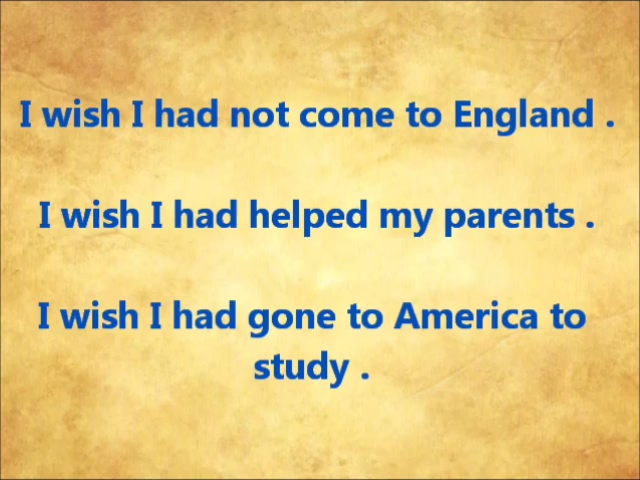 I wish I had not come to England .
I wish I had helped my parents .
I wish I had gone to America to
study .